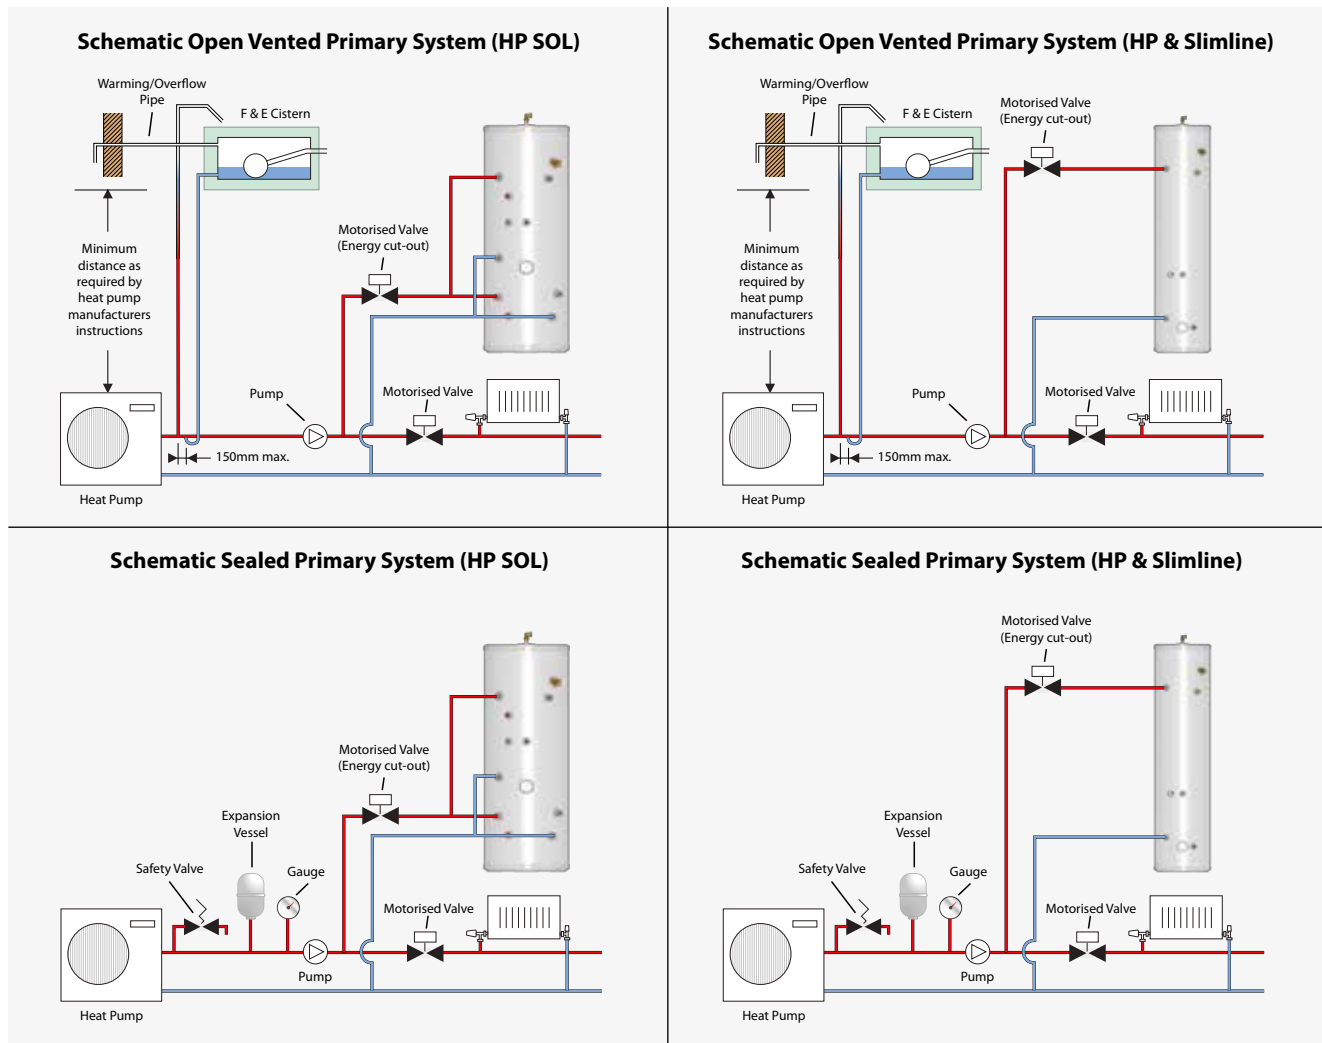 Schematic Open Vented Primary System (HP SOL)
Warming/Overflow
Pipe
F & E Cistern
Motorised Valve
(Energy cut-out)
Minimum
distance as
required by
heat pump
manufacturers
instructions
Pump
Motorised Valve
150mm max.
Heat Pump
Schematic Open Vented Primary System (HP & Slimline)
Warming/Overflow
Pipe
F & E Cistern
Motorised Valve
(Energy cut-out)
Minimum
distance as
required by
heat pump
manufacturers
instructions
Pump
Motorised Valve
150mm max.
Heat Pump
Schematic Sealed Primary System (HP SOL)
Motorised Valve
(Energy cut-out)
Expansion
Vessel
Safety Valve
Gauge
Motorised Valve
Pump
Heat Pump
Schematic Sealed Primary System (HP & Slimline)
Motorised Valve
(Energy cut-out)
Expansion
Vessel
Safety Valve
Gauge
Motorised Valve
Pump
Heat Pump